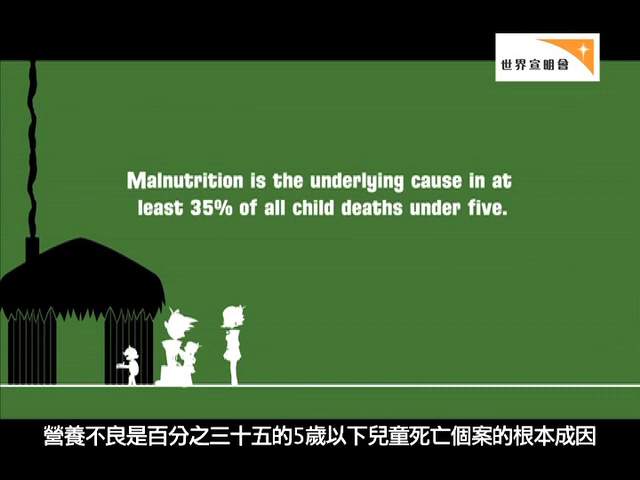 世界宣明會
Malnutrition is the underlying cause in at
least 35% of all child deaths under five.
營養不良是百分之三十五的5歲以下兒童死亡個案的根本成因